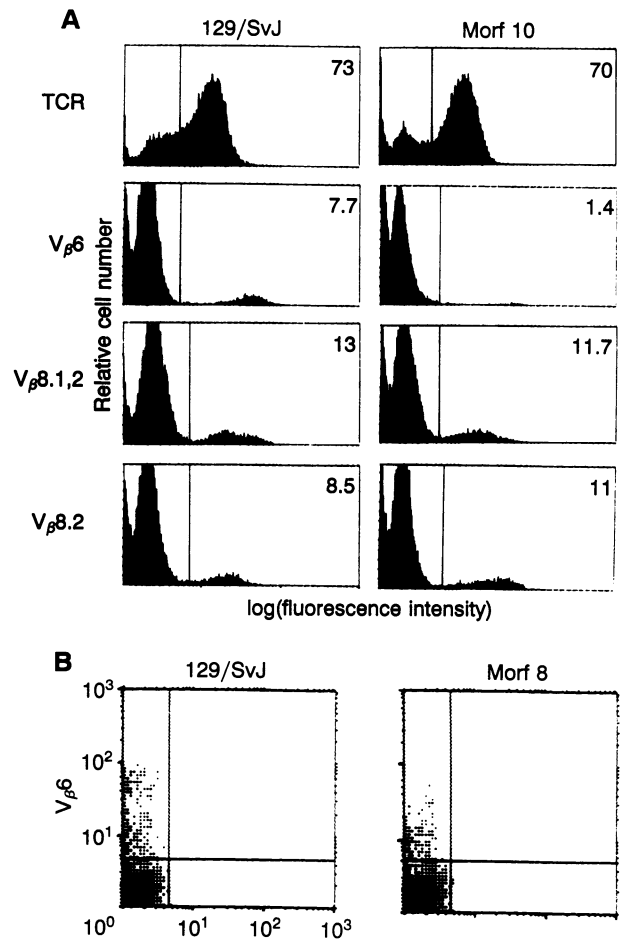 A
129/SvJ Morf 10
TCR 73 70
Vβ6 7.7 1.4
Vβ8.1,2 13 11.7
Vβ8.2 8.5 11
Relative cell number
log(fluorescence intensity)
B
129/SvJ Morf 8
10³
10²
10¹
Vβ6
10⁰ 10¹ 10² 10³